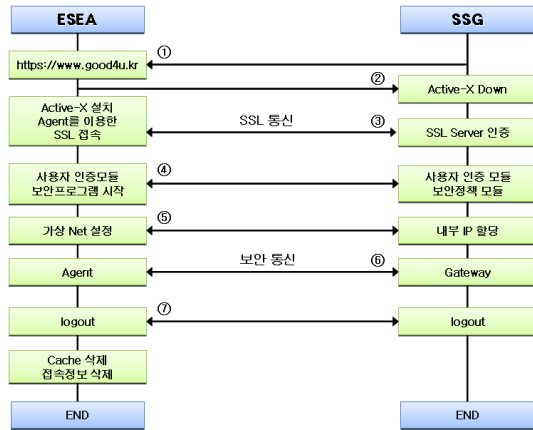 ESEA
SSG
①
https://www.good4u.kr
②
Active-X Down
Active-X 설치
Agent를 이용한
SSL 접속
SSL 통신
③
SSL Server 인증
사용자 인증모듈
보안프로그램 시작
④
사용자 인증 모듈
보안정책 모듈
가상 Net 설정
⑤
내부 IP 할당
Agent
보안 통신
⑥
Gateway
logout
⑦
logout
Cache 삭제
접속정보 삭제
END
END